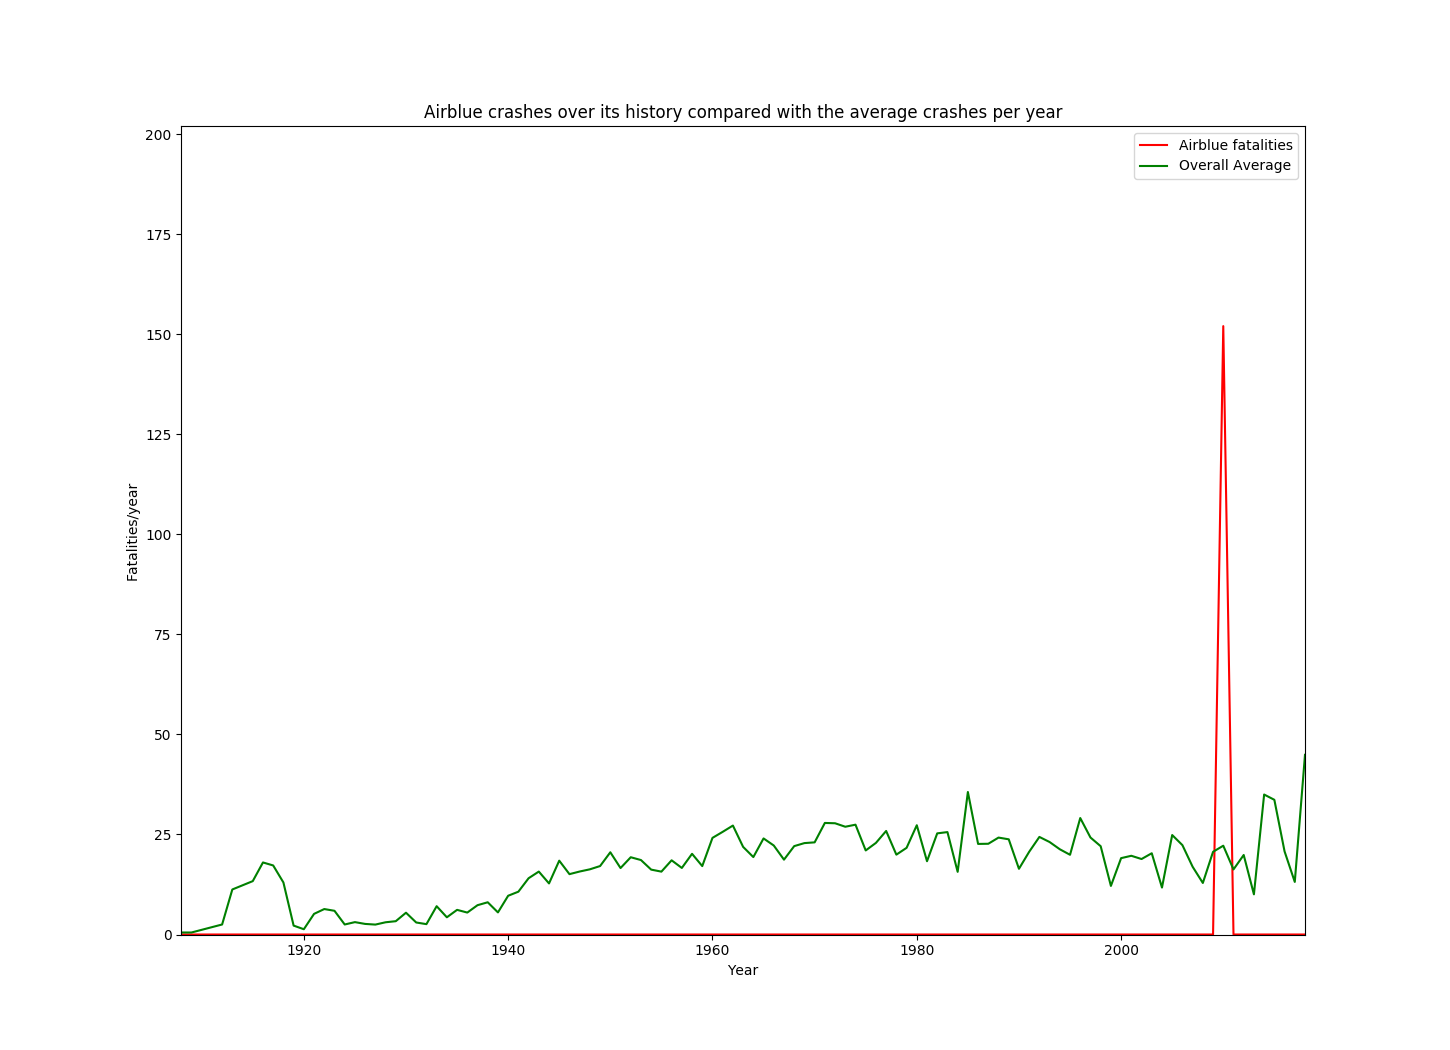 Airblue crashes over its history compared with the average crashes per year
Airblue fatalities
Overall Average
200
175
150
125
100
75
50
25
0
Fatalities/year
1920 1940 1960 1980 2000
Year